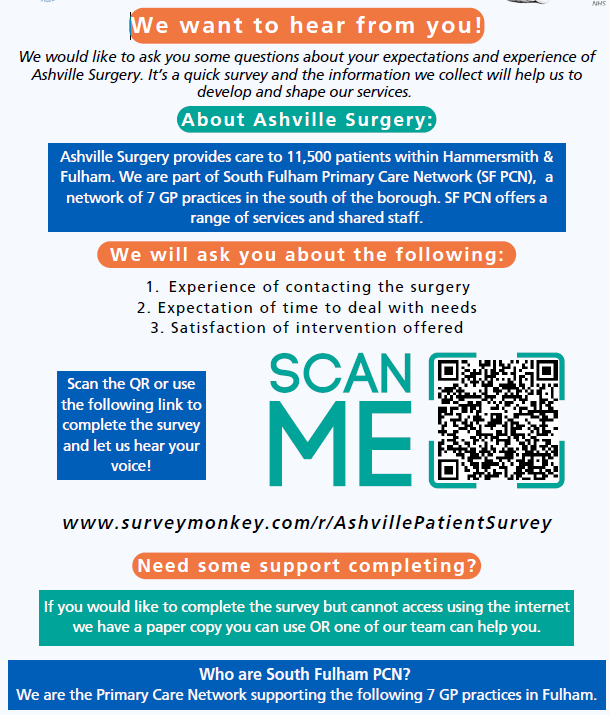 NHS
We want to hear from you!
We would like to ask you some questions about your expectations and experience of
Ashville Surgery. It's a quick survey and the information we collect will help us to
develop and shape our services.
About Ashville Surgery:
Ashville Surgery provides care to 11,500 patients within Hammersmith &
Fulham. We are part of South Fulham Primary Care Network (SF PCN), a
network of 7 GP practices in the south of the borough. SF PCN offers a
range of services and shared staff.
We will ask you about the following:
1. Experience of contacting the surgery
2. Expectation of time to deal with needs
3. Satisfaction of intervention offered
Scan the QR or use
the following link to
complete the survey
and let us hear your
voice!
SCAN
ME
www.surveymonkey.com/r/AshvillePatientSurvey
Need some support completing?
If you would like to complete the survey but cannot access using the internet
we have a paper copy you can use OR one of our team can help you.
Who are South Fulham PCN?
We are the Primary Care Network supporting the following 7 GP practices in Fulham.